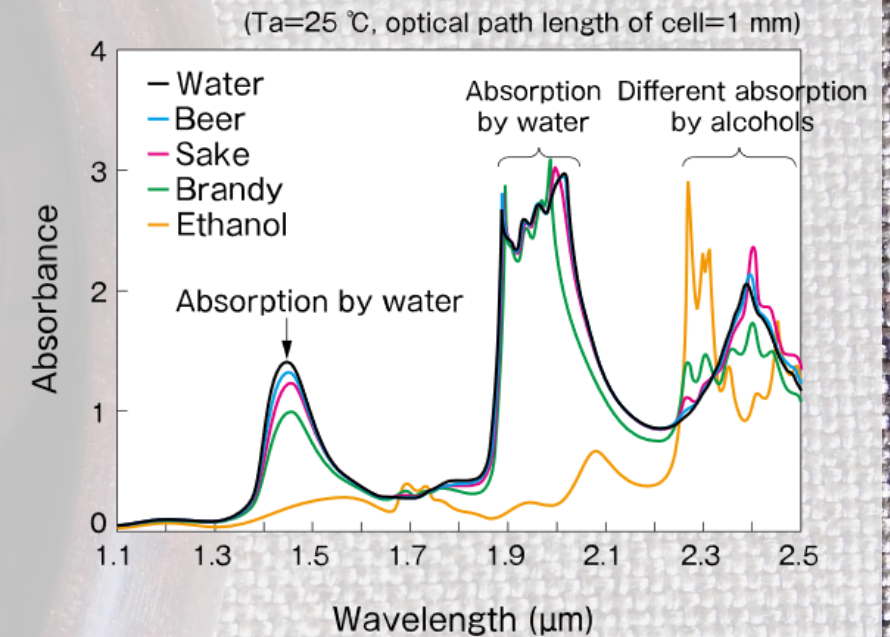 (Ta=25 ℃, optical path length of cell=1 mm)
4
3
2
1
0
Absorbance
Water
Beer
Sake
Brandy
Ethanol
Absorption by water
Absorption
by water
Different absorption
by alcohols
1.1 1.3 1.5 1.7 1.9 2.1 2.3 2.5
Wavelength (μm)